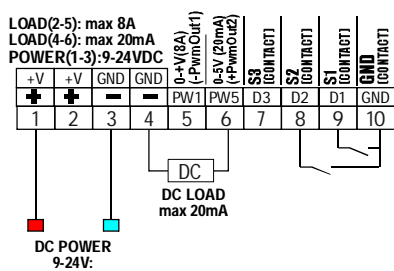 LOAD(2-5): max 8A
LOAD(4-6): max 20mA
POWER(1-3):9-24VDC
0-+V(8A)
(-PwmOut1)
0-5V (20mA)
(+PwmOut2)
S3
[CONTACT]
S2
[CONTACT]
S1
[CONTACT]
GND
[CONTACT]
+V +V GND GND PW1 PW5 D3 D2 D1 GND
+ + - -
1 2 3 4 5 6 7 8 9 10
DC
DC LOAD
max 20mA
DC POWER
9-24V: